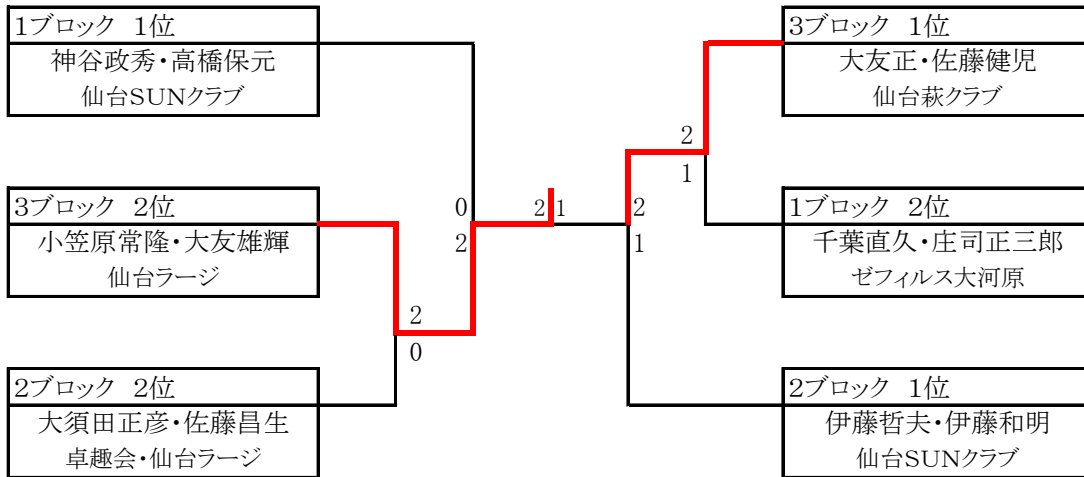 1ブロック 1位
神谷政秀・高橋保元
仙台SUNクラブ
3ブロック 2位
小笠原常隆・大友雄輝
仙台ラージ
2ブロック 2位
大須田正彦・佐藤昌生
卓趣会・仙台ラージ
0
2
2
0
2 1
2
1
2
1
3ブロック 1位
大友正・佐藤健児
仙台萩クラブ
1ブロック 2位
千葉直久・庄司正三郎
ゼフィルス大河原
2ブロック 1位
伊藤哲夫・伊藤和明
仙台SUNクラブ